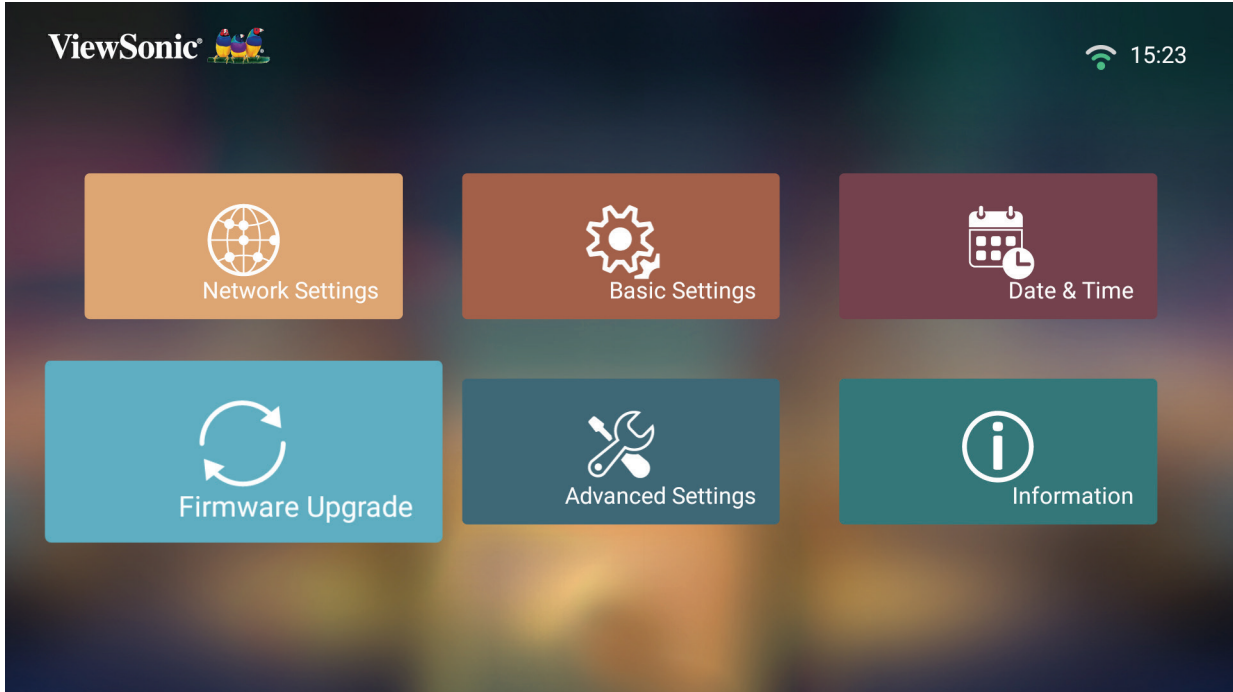 ViewSonic®
15:23
Network Settings
Basic Settings
Date & Time
Firmware Upgrade
Advanced Settings
Information